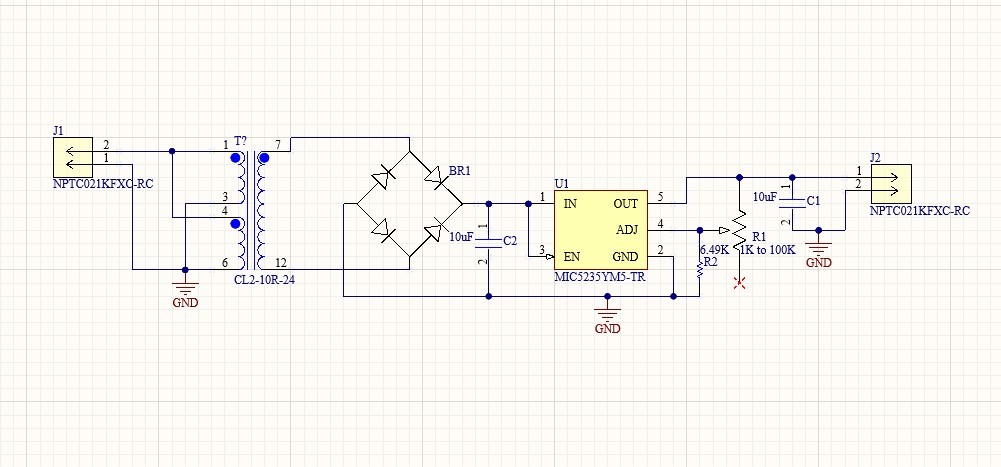 J1
2
1
NPTC021KFXC-RC
T?
1
7
3
4
6
12
CL2-10R-24
GND
BR1
10uF
1
C2
2
U1
1
IN
OUT
5
ADJ
4
3
EN
GND
2
MIC5235YM5-TR
GND
6.49K
R2
R1
1K to 100K
10uF
1
C1
2
GND
J2
1
2
NPTC021KFXC-RC